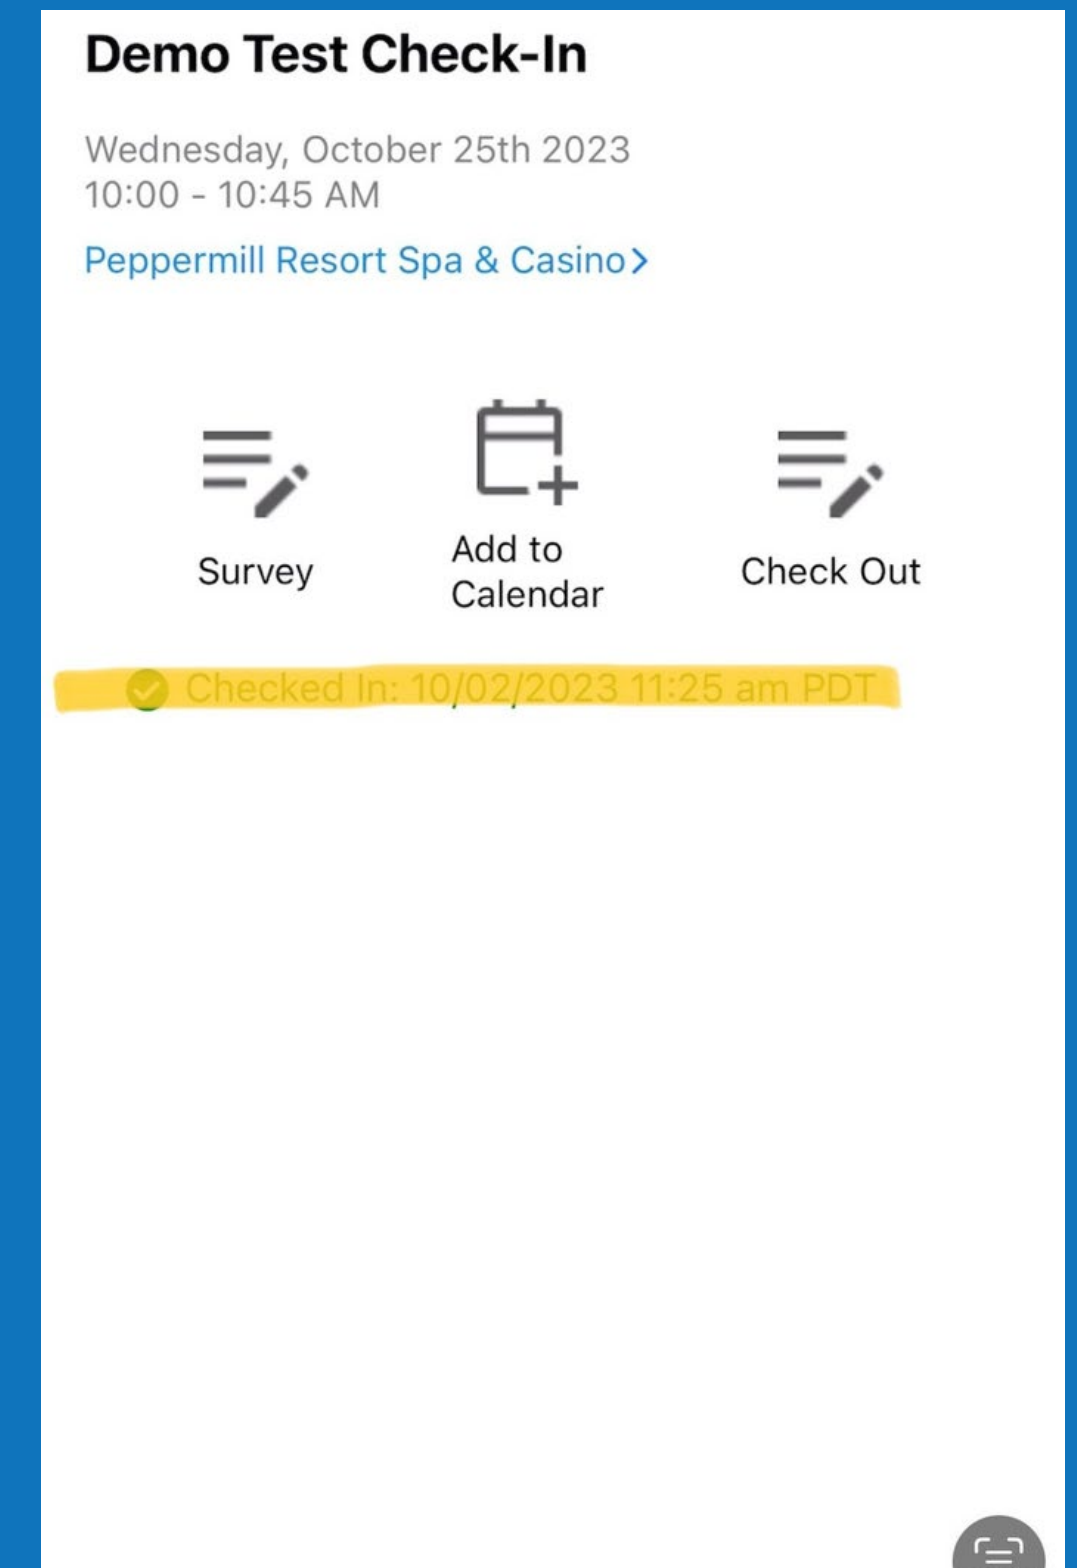 Demo Test Check-In
Wednesday, October 25th 2023
10:00 - 10:45 AM
Peppermill Resort Spa & Casino
Survey
Add to
Calendar
Check Out
Checked In: 10/02/2023 11:25 am PDT